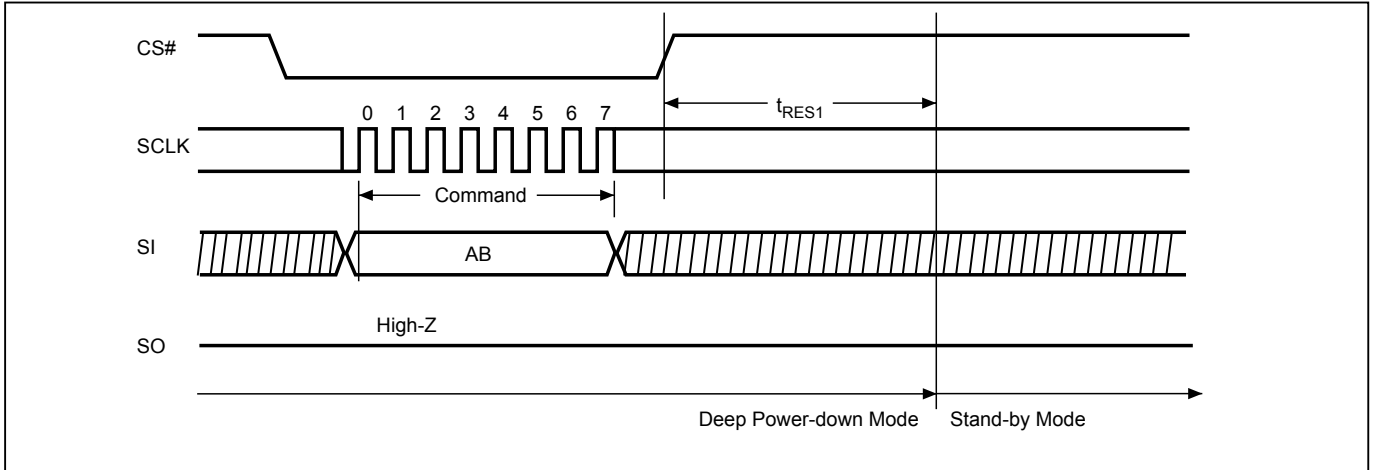 CS#
0 1 2 3 4 5 6 7
tRES1
SCLK
Command
SI
AB
High-Z
SO
Deep Power-down Mode Stand-by Mode